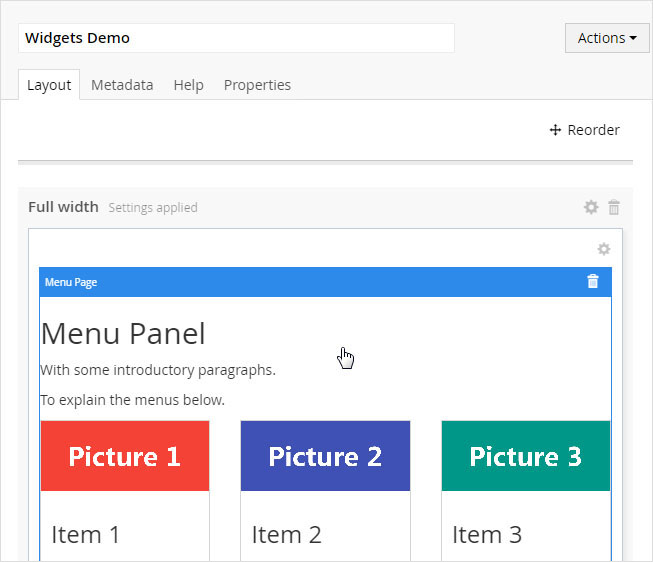 Widgets Demo
Actions
Layout Metadata Help Properties
Reorder
Full width Settings applied
Menu Page
Menu Panel
With some introductory paragraphs.
To explain the menus below.
Picture 1 Picture 2 Picture 3
Item 1 Item 2 Item 3